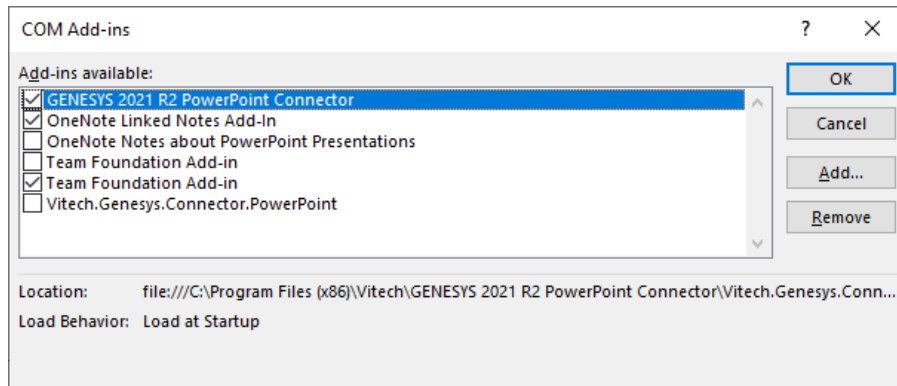 COM Add-ins
? 
Add-ins available:
GENESYS 2021 R2 PowerPoint Connector
OneNote Linked Notes Add-In
OneNote Notes about PowerPoint Presentations
Team Foundation Add-in
Team Foundation Add-in
Vitech.Genesys.Connector.PowerPoint
OK
Cancel
Add...
Remove
Location: file:///C:\Program Files (x86)\Vitech\GENESYS 2021 R2 PowerPoint Connector\Vitech.Genesys.Conn...
Load Behavior: Load at Startup